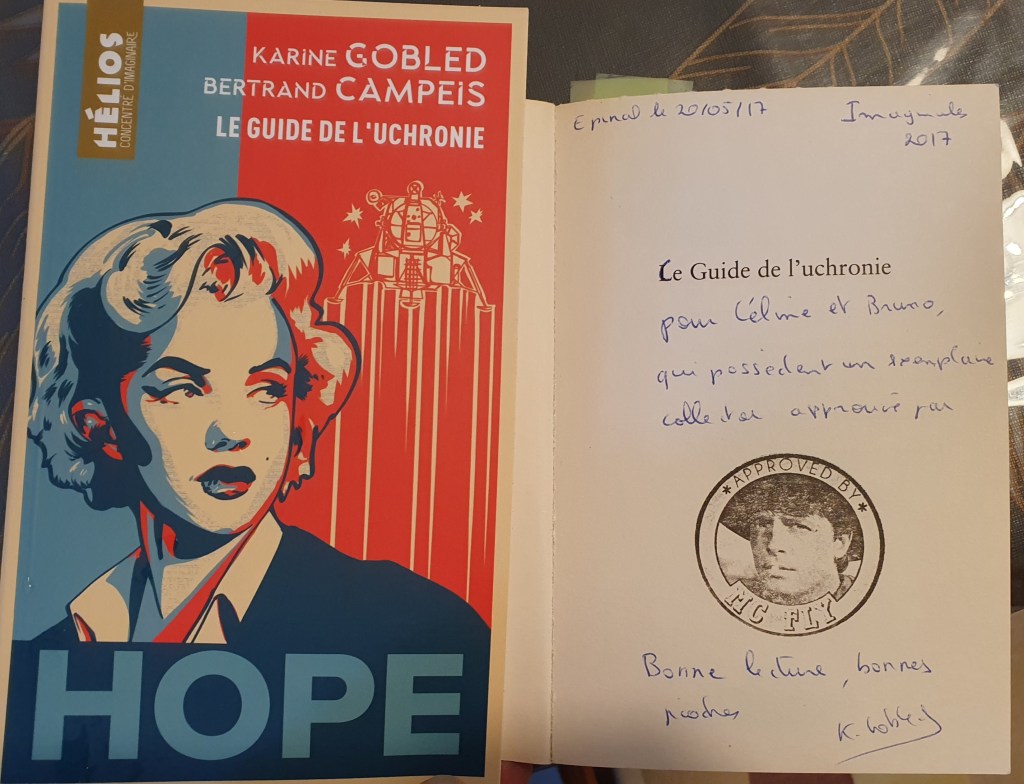 HÉLIOS
CONCENTRÉ D'IMAGINAIRE
KARINE GOBLED
BERTRAND CAMPEIS
LE GUIDE DE L'UCHRONIE
HOPE
Epinal le 20/05/17
Imaginales
2017
Le Guide de l'uchronie
pour Céline et Bruno,
qui possèdent un exemplaire
collector approuvé par
*APPROVED BY*
MC FLY
Bonne lecture, bonnes
pioches
K. Gobled